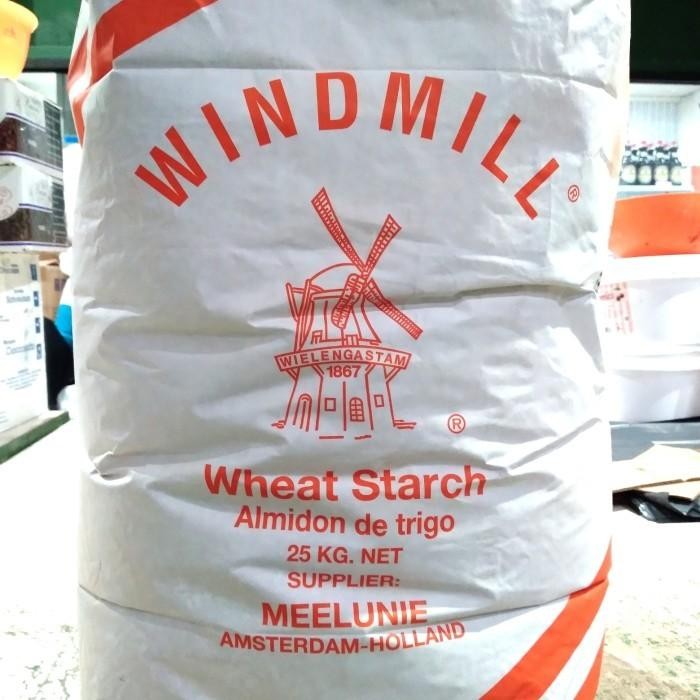 WINDMILL®
WIELENGASTAM
1867
®
Wheat Starch
Almidon de trigo
25 KG. NET
SUPPLIER:
MEELUNIE
AMSTERDAM-HOLLAND